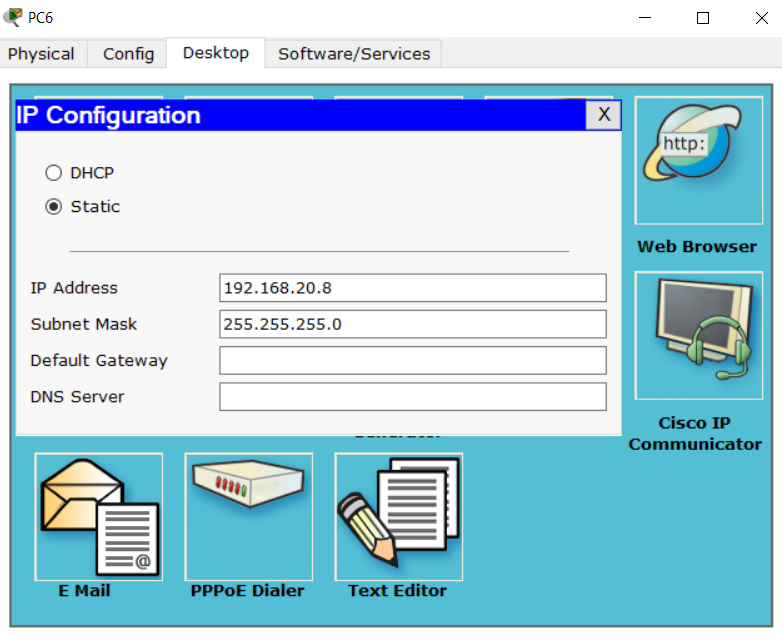 PC6
Physical Config Desktop Software/Services
IP Configuration X
DHCP
Static
http:
Web Browser
IP Address 192.168.20.8
Subnet Mask 255.255.255.0
Default Gateway
DNS Server
Cisco IP
Communicator
@
E Mail PPPoE Dialer Text Editor